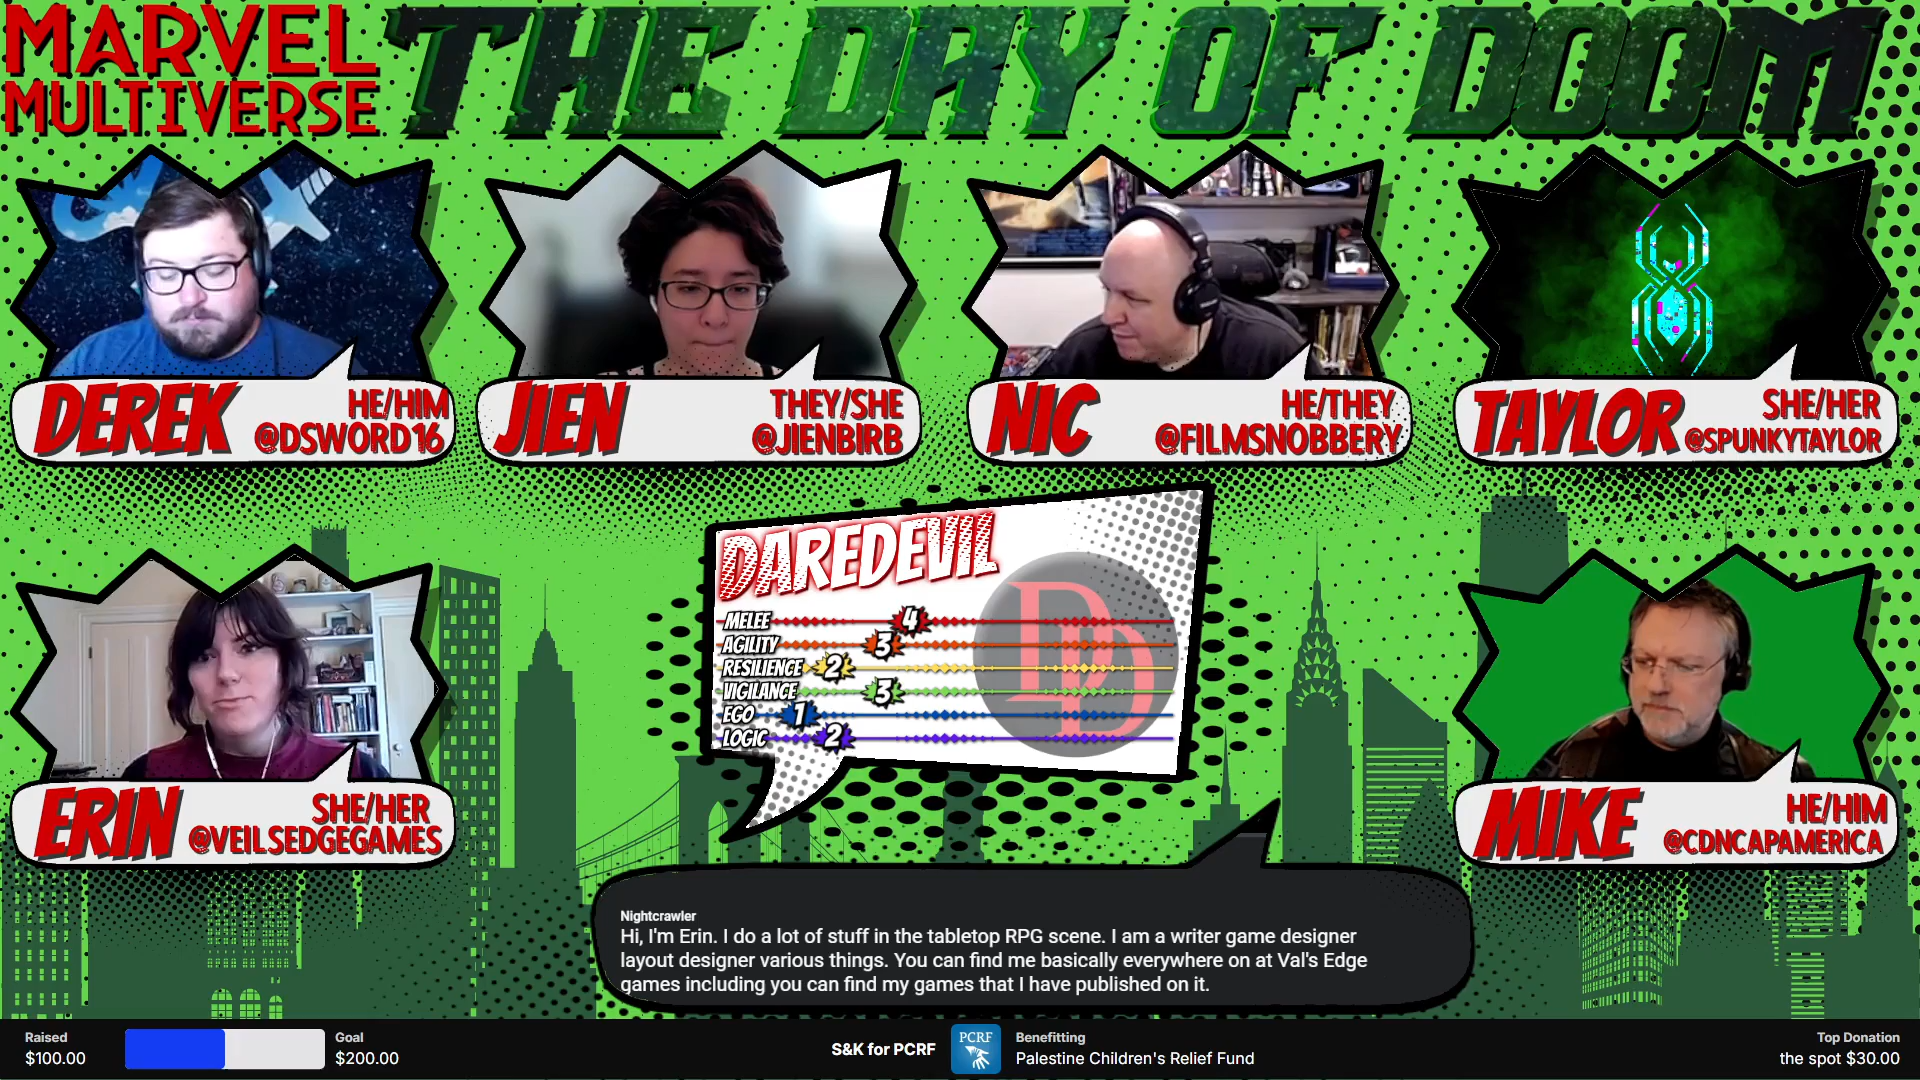 MARVEL
MULTIVERSE
THE DAY OF DOOM
DEREK
HE/HIM
@DSWORD16
JIEN
THEY/SHE
@JIENBIRB
NIC
HE/THEY
@FILMSNOBBERY
TAYLOR
SHE/HER
@SPUNKYTAYLOR
DAREDEVIL
MELEE 4
AGILITY 3
RESILIENCE 2
VIGILANCE 3
EGO 1
LOGIC 2
DD
ERIN
SHE/HER
@VEILSEDGEGAMES
MIKE
HE/HIM
@CDNCAPAMERICA
Nightcrawler
Hi, I'm Erin. I do a lot of stuff in the tabletop RPG scene. I am a writer game designer
layout designer various things. You can find me basically everywhere on at Val's Edge
games including you can find my games that I have published on it.
Raised
$100.00
Goal
$200.00
S&K for PCRF
PCRF
Benefitting
Palestine Children's Relief Fund
Top Donation
the spot $30.00